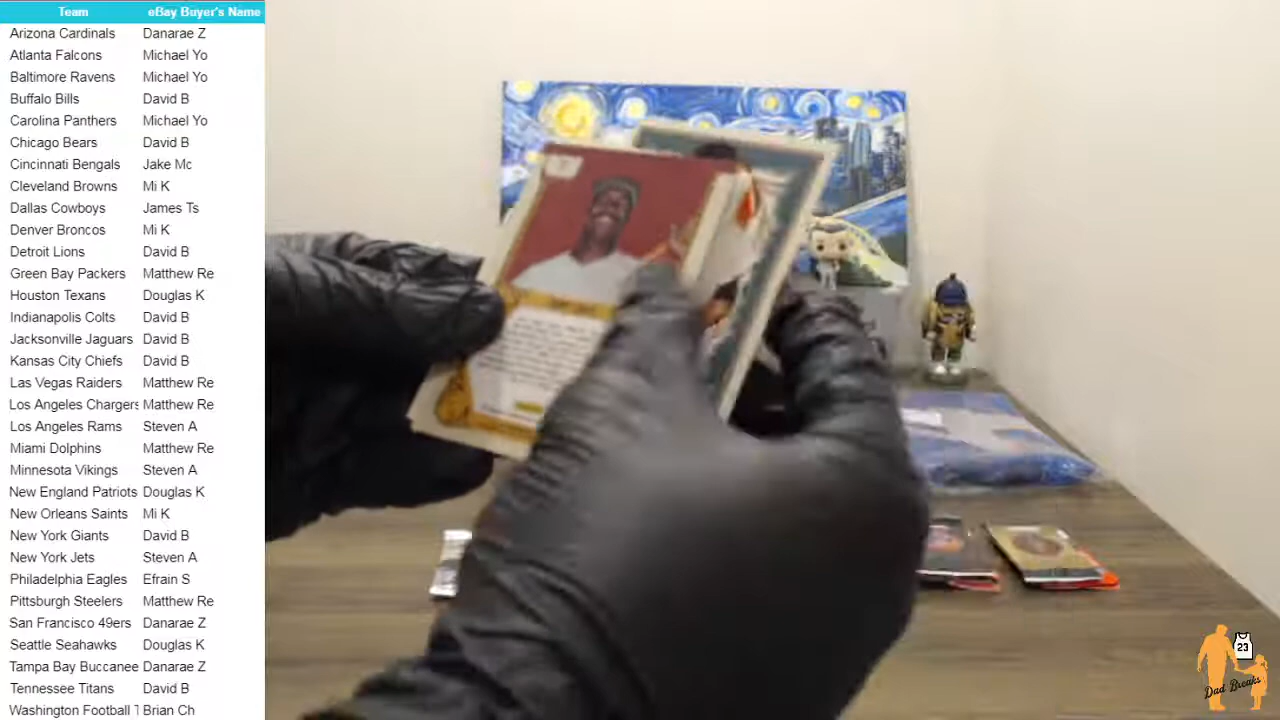 Team eBay Buyer's Name
Arizona Cardinals Danarae Z
Atlanta Falcons Michael Yo
Baltimore Ravens Michael Yo
Buffalo Bills David B
Carolina Panthers Michael Yo
Chicago Bears David B
Cincinnati Bengals Jake Mc
Cleveland Browns Mi K
Dallas Cowboys James Ts
Denver Broncos Mi K
Detroit Lions David B
Green Bay Packers Matthew Re
Houston Texans Douglas K
Indianapolis Colts David B
Jacksonville Jaguars David B
Kansas City Chiefs David B
Las Vegas Raiders Matthew Re
Los Angeles Chargers Matthew Re
Los Angeles Rams Steven A
Miami Dolphins Matthew Re
Minnesota Vikings Steven A
New England Patriots Douglas K
New Orleans Saints Mi K
New York Giants David B
New York Jets Steven A
Philadelphia Eagles Efrain S
Pittsburgh Steelers Matthew Re
San Francisco 49ers Danarae Z
Seattle Seahawks Douglas K
Tampa Bay Buccanee Danarae Z
Tennessee Titans David B
Washington Football T Brian Ch
23
Dad Breaks